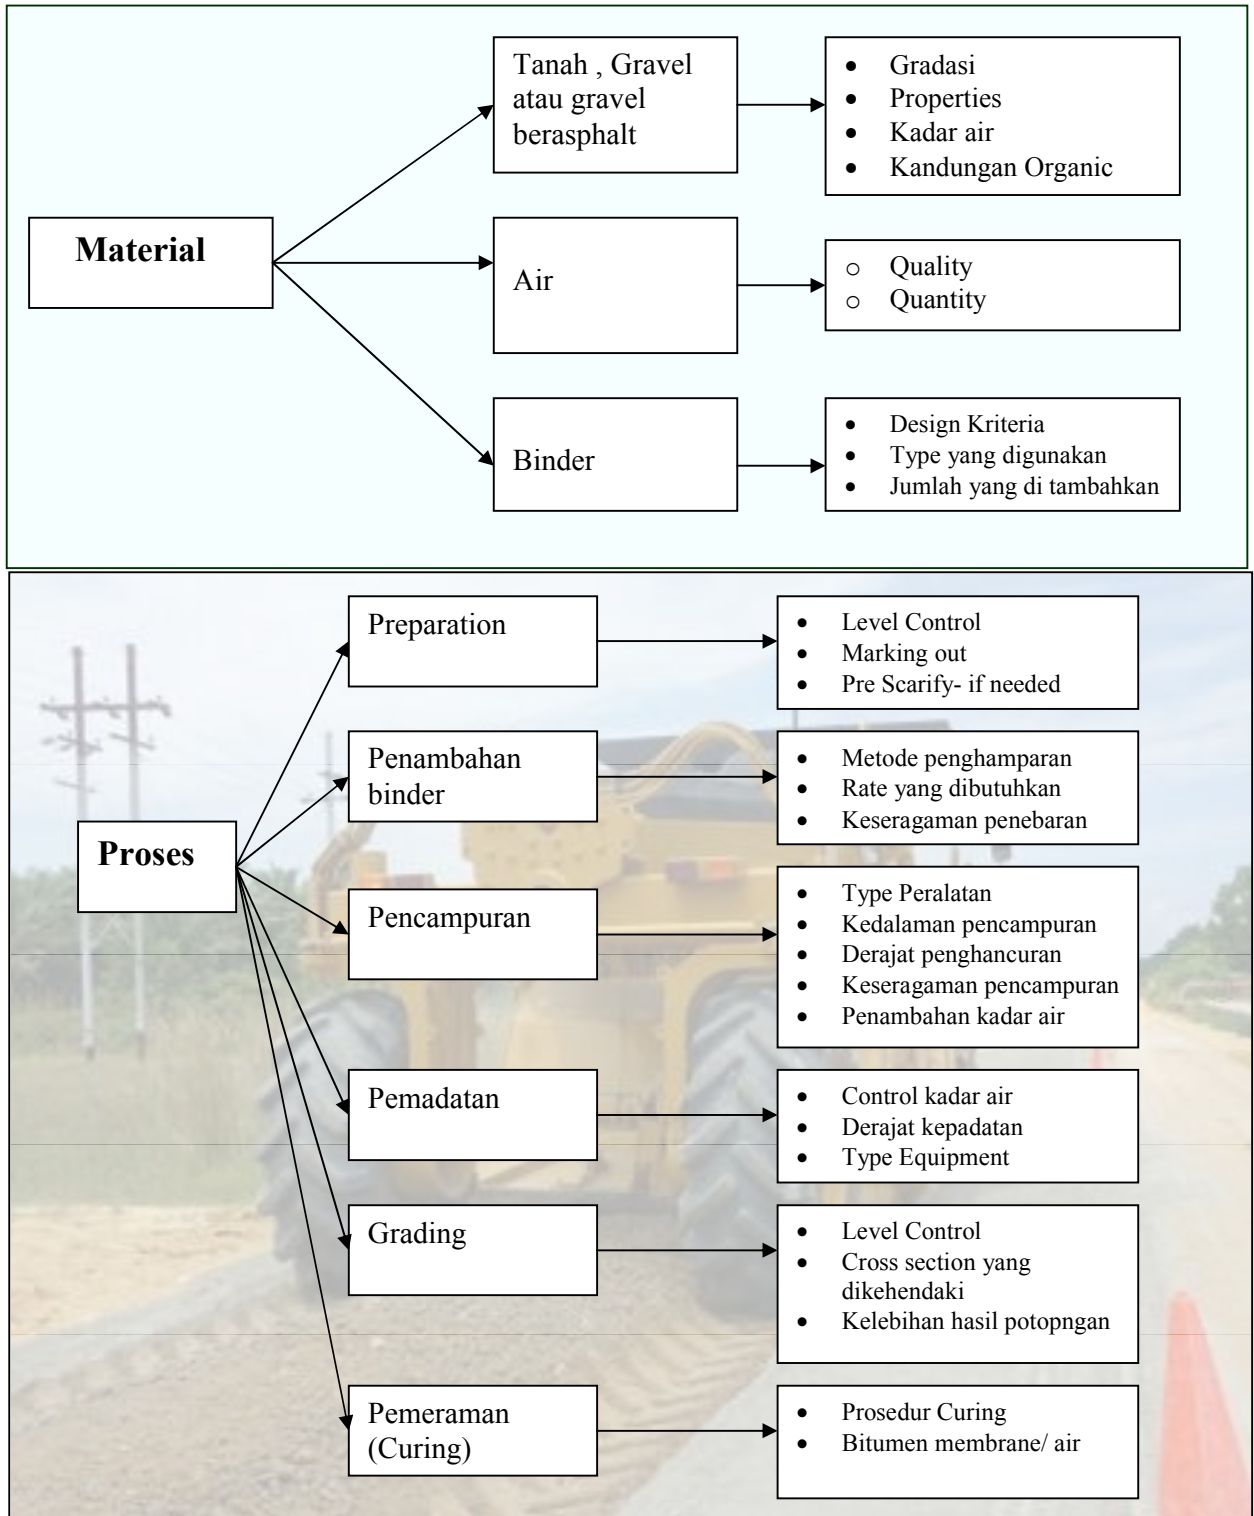 Material
Tanah , Gravel
atau gravel
berasphalt
• Gradasi
• Properties
• Kadar air
• Kandungan Organic
Air
o Quality
o Quantity
Binder
• Design Kriteria
• Type yang digunakan
• Jumlah yang di tambahkan
Proses
Preparation
• Level Control
• Marking out
• Pre Scarify- if needed
Penambahan
binder
• Metode penghamparan
• Rate yang dibutuhkan
• Keseragaman penebaran
Pencampuran
• Type Peralatan
• Kedalaman pencampuran
• Derajat penghancuran
• Keseragaman pencampuran
• Penambahan kadar air
Pemadatan
• Control kadar air
• Derajat kepadatan
• Type Equipment
Grading
• Level Control
• Cross section yang
dikehendaki
• Kelebihan hasil potopngan
Pemeraman
(Curing)
• Prosedur Curing
• Bitumen membrane/ air